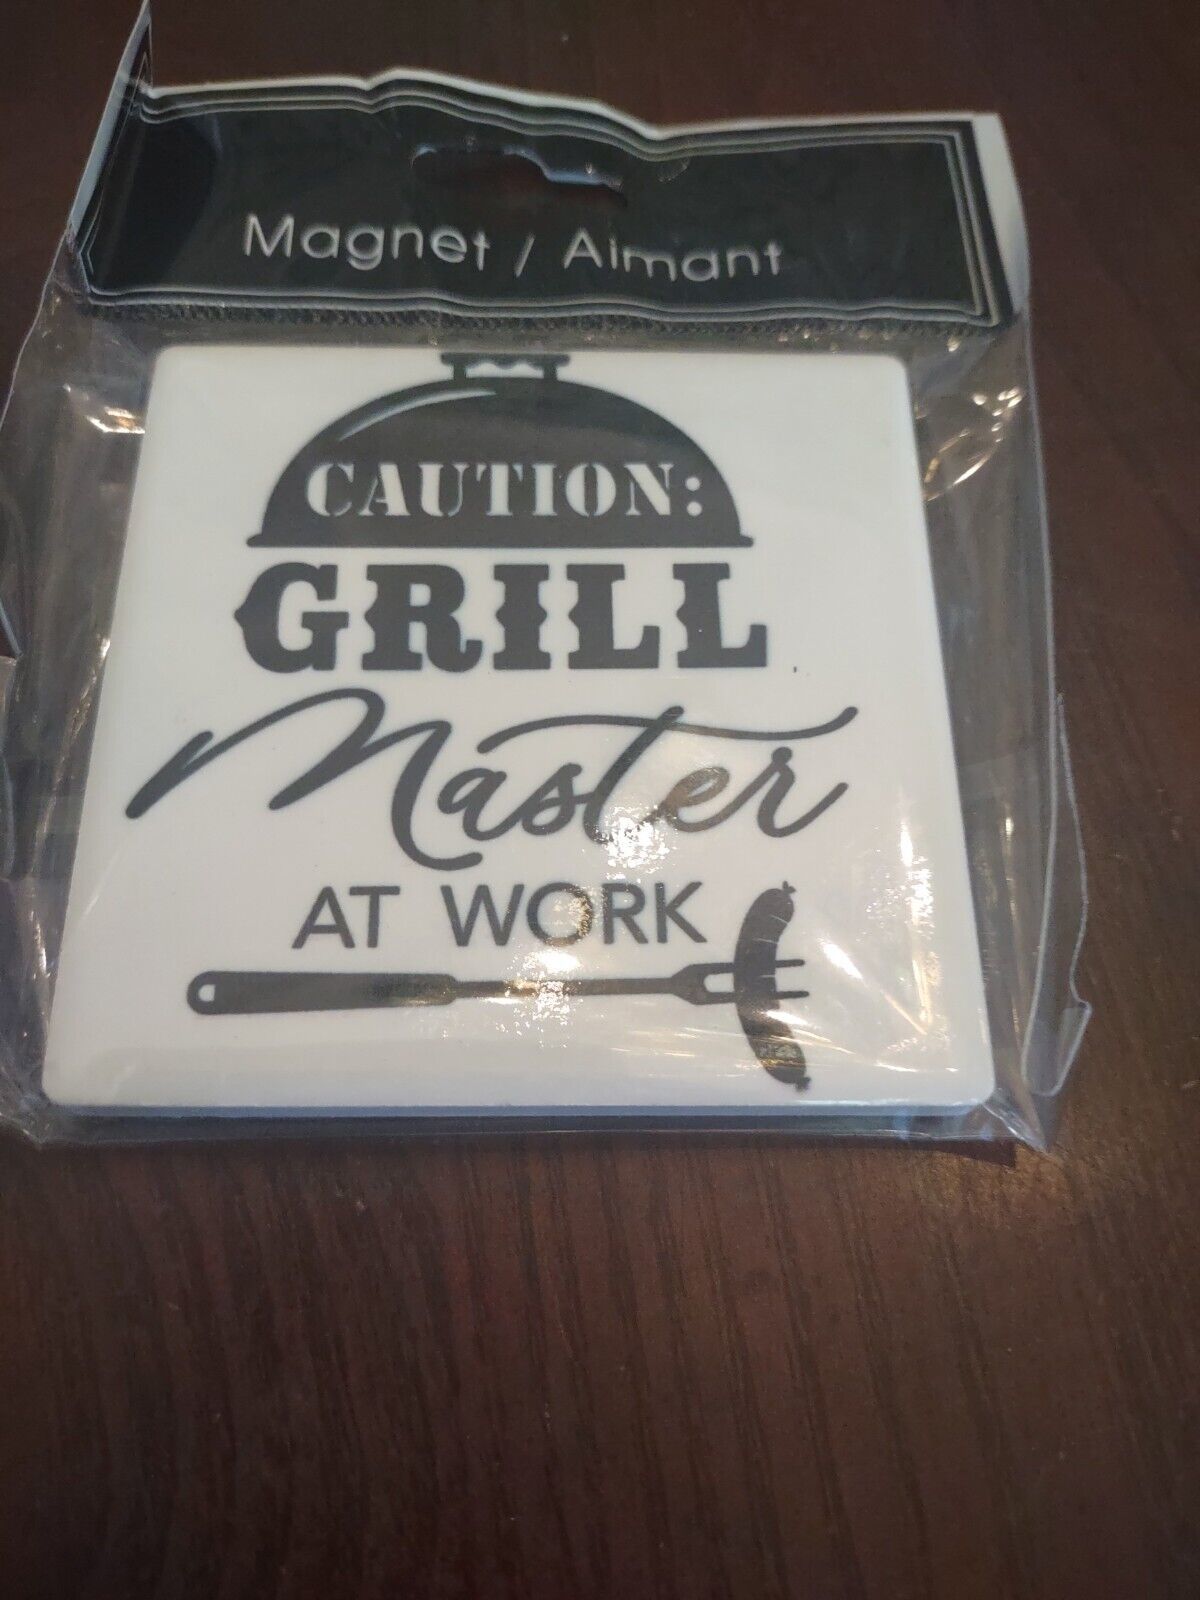 Magnet / Aimant
CAUTION:
GRILL
Master
AT WORK